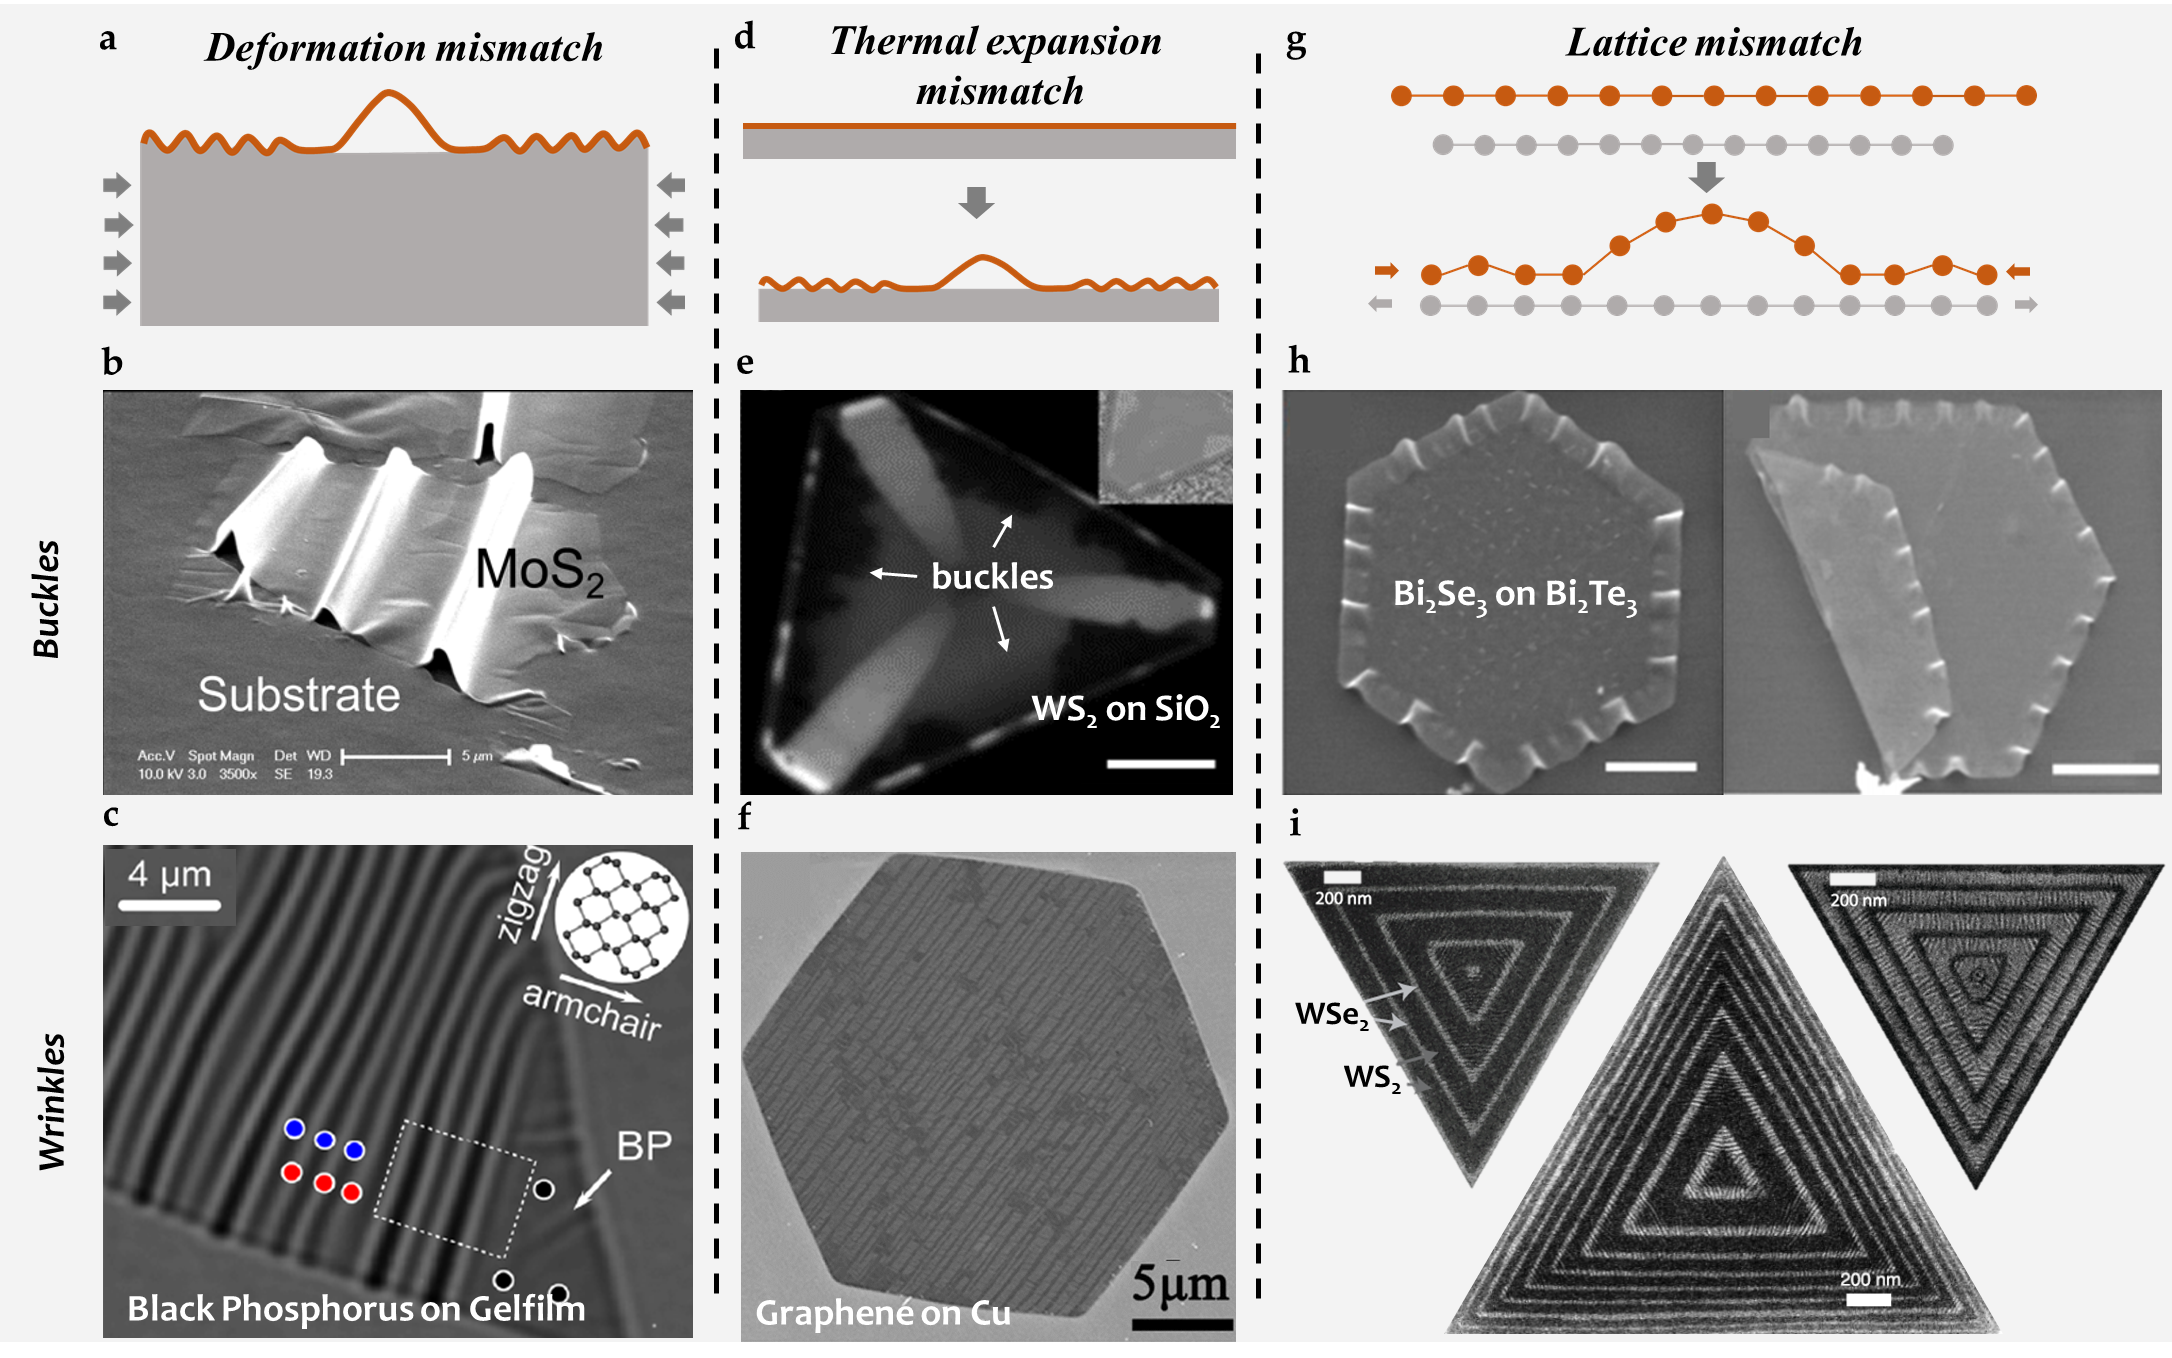 a
Deformation mismatch
d
Thermal expansion
mismatch
g
Lattice mismatch
Buckles
b
MoS2
Substrate
Acc.V Spot Magn Det WD 5 μm
10.0 kV 3.0 3500x SE 19.3
e
buckles
WS2 on SiO2
h
Bi2Se3 on Bi2Te3
Wrinkles
c
4 μm
zigzag
armchair
BP
Black Phosphorus on Gelfilm
f
Graphené on Cu
5μm
i
200 nm
WSe2
WS2
200 nm
200 nm